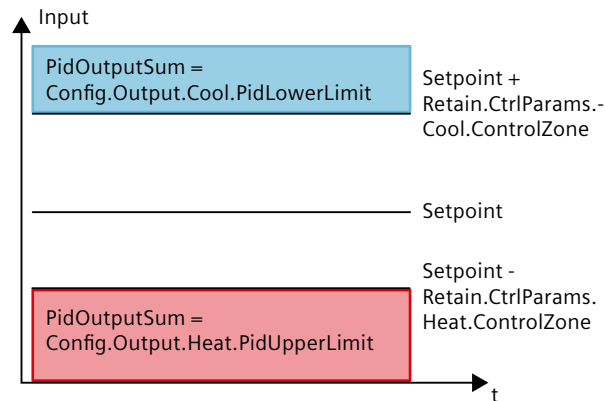 Input
PidOutputSum =
Config.Output.Cool.PidLowerLimit
Setpoint +
Retain.CtrlParams.-
Cool.ControlZone
Setpoint
Setpoint -
Retain.CtrlParams.
Heat.ControlZone
PidOutputSum =
Config.Output.Heat.PidUpperLimit
t